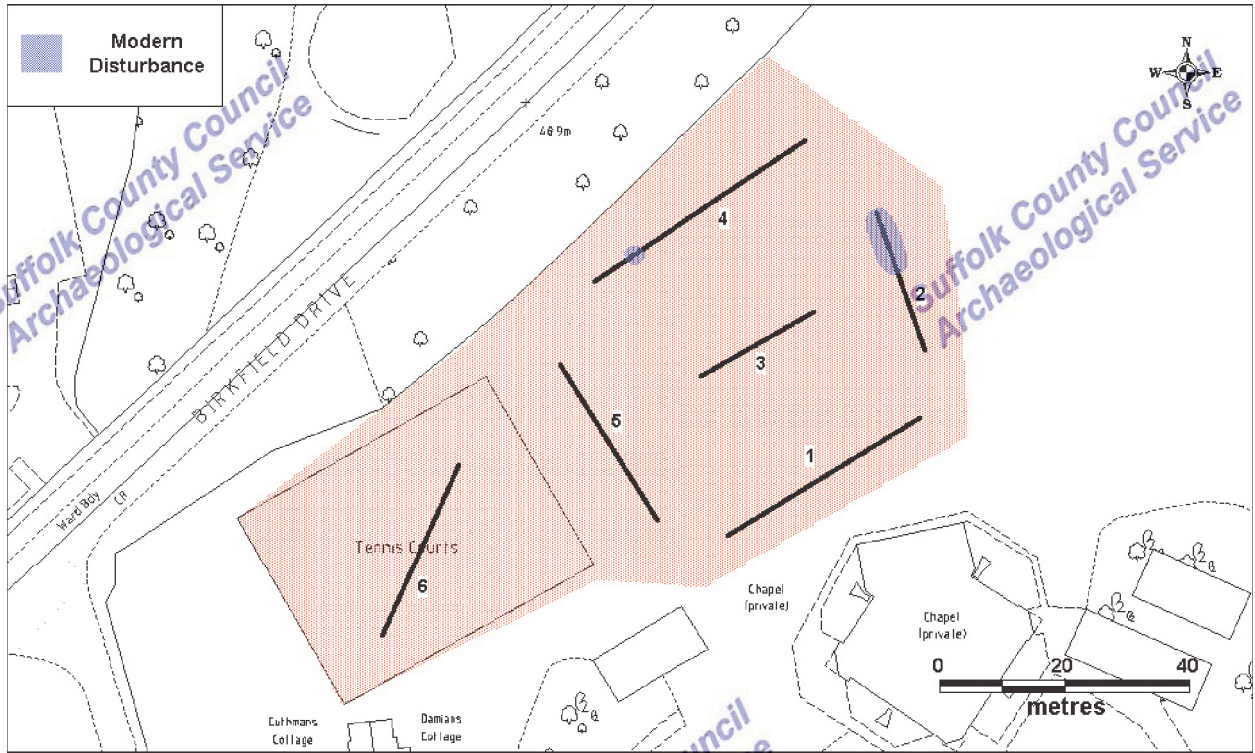 Modern
Disturbance
N
W E
S
Suffolk County Council
Archaeological Service
Suffolk County Council
Archaeological Service
48.9m
BIRKFIELD DRIVE
Ward Bdy
CR
4
2
3
5
1
6
Tennis Courts
Chapel
(private)
Chapel
(private)
0 20 40
metres
Cuthmans
Cottage
Damians
Cottage
Council